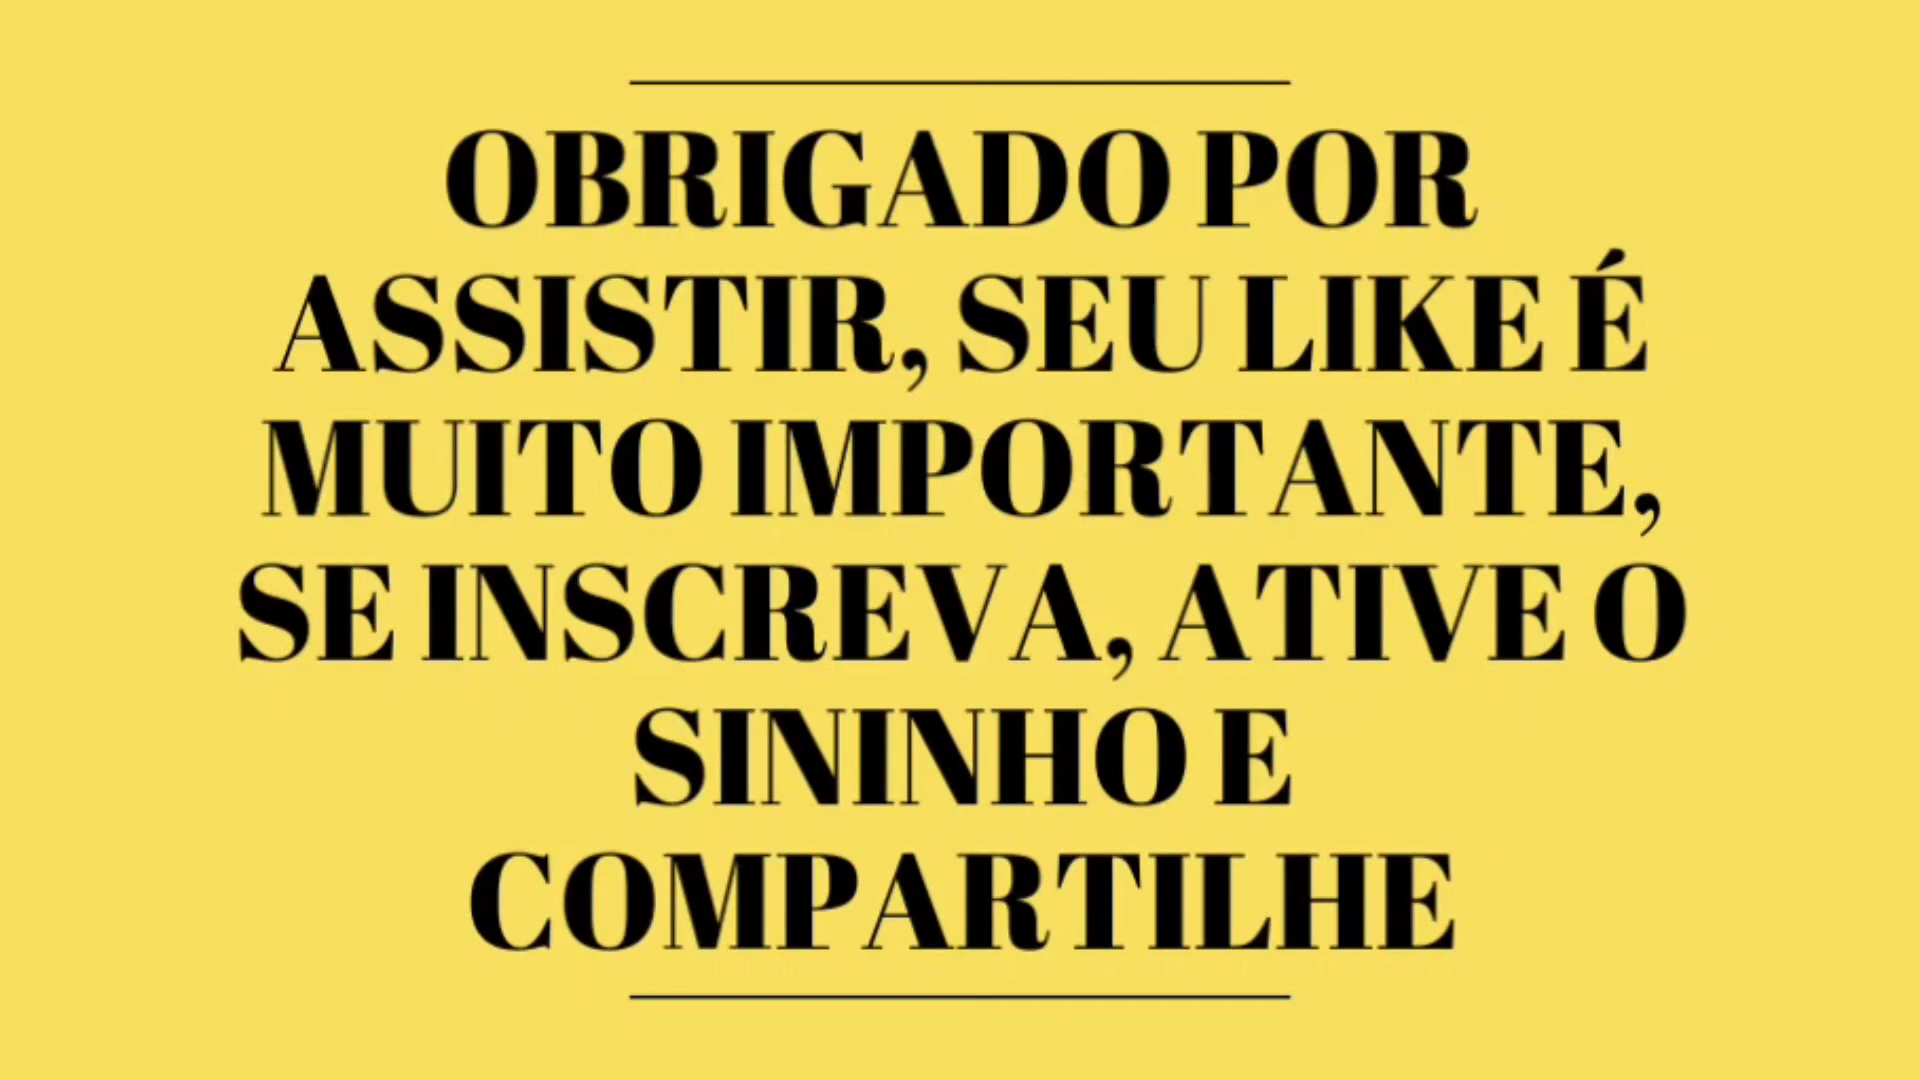 OBRIGADO POR
ASSISTIR, SEU LIKE É
MUITO IMPORTANTE,
SE INSCREVA, ATIVE O
SININHO E
COMPARTILHE